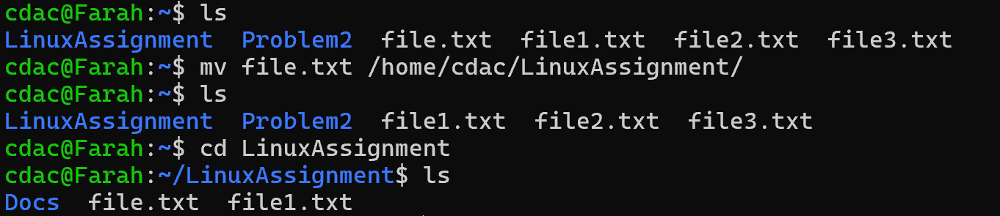 cdac@Farah:~$ ls
LinuxAssignment  Problem2  file.txt  file1.txt  file2.txt  file3.txt
cdac@Farah:~$ mv file.txt /home/cdac/LinuxAssignment/
cdac@Farah:~$ ls
LinuxAssignment  Problem2  file1.txt  file2.txt  file3.txt
cdac@Farah:~$ cd LinuxAssignment
cdac@Farah:~/LinuxAssignment$ ls
Docs  file.txt  file1.txt